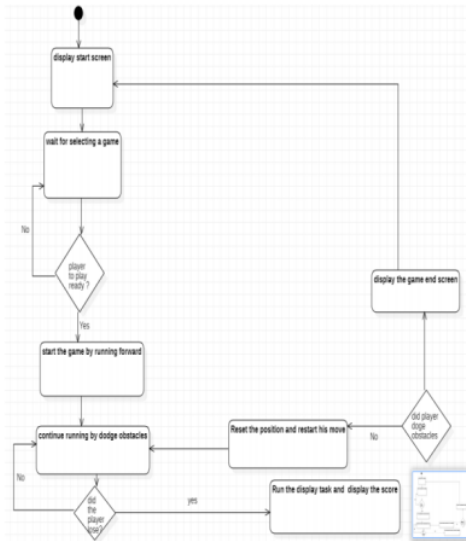 display start screen
wait for selecting a game
No
player
to play
ready ?
Yes
start the game by running forward
display the game end screen
continue running by dodge obstacles
Reset the position and restart his move
did player
doge
obstacles
No
No
did
the
player
lose?
yes
Run the display task and display the score